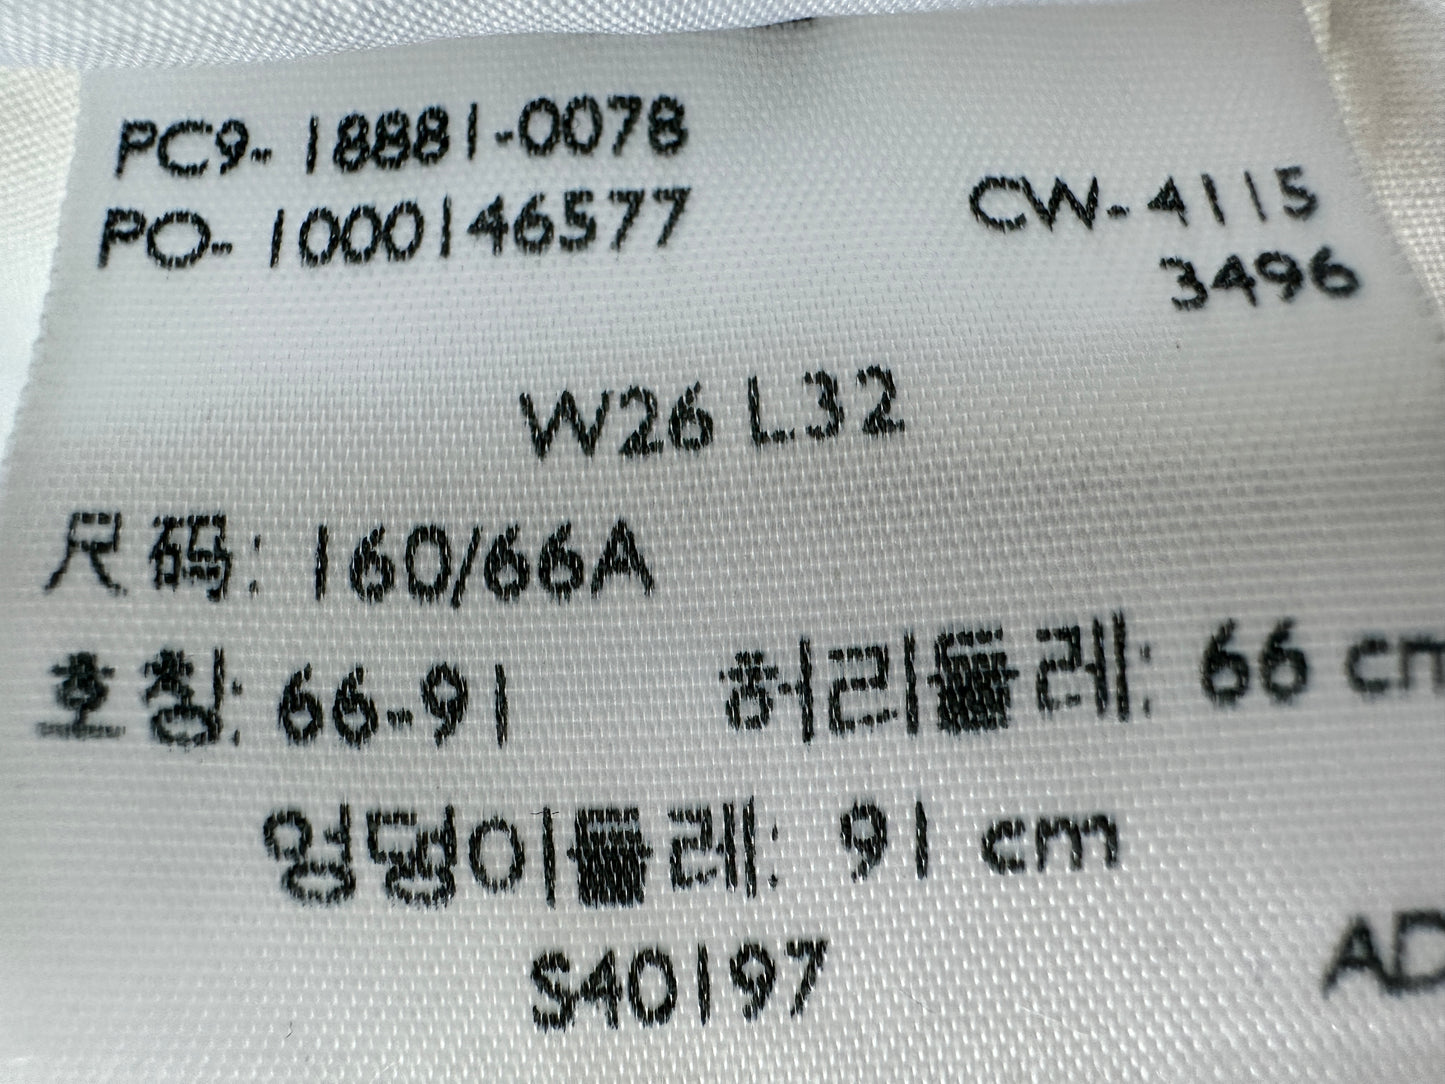 PC9- 18881-0078
PO- 1000146577
CW- 4115
3496
W26 L32
尺码: 160/66A
호칭: 66-91 허리둘레: 66 cm
엉덩이둘레: 91 cm
S40197
AD